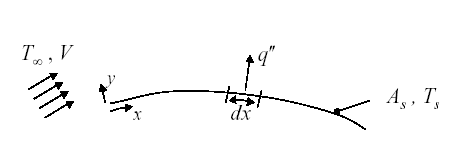 T∞ , V
y
x
q″
dx
Aₛ , Tₛ